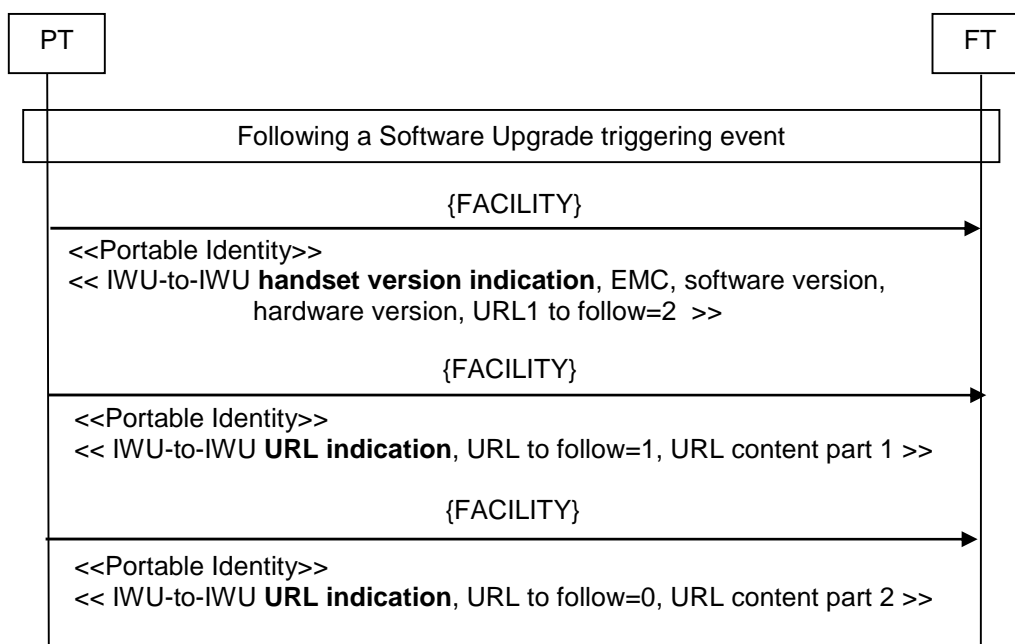 PT
FT
Following a Software Upgrade triggering event
{FACILITY}
<<Portable Identity>>
<< IWU-to-IWU handset version indication, EMC, software version,
hardware version, URL1 to follow=2 >>
{FACILITY}
<<Portable Identity>>
<< IWU-to-IWU URL indication, URL to follow=1, URL content part 1 >>
{FACILITY}
<<Portable Identity>>
<< IWU-to-IWU URL indication, URL to follow=0, URL content part 2 >>